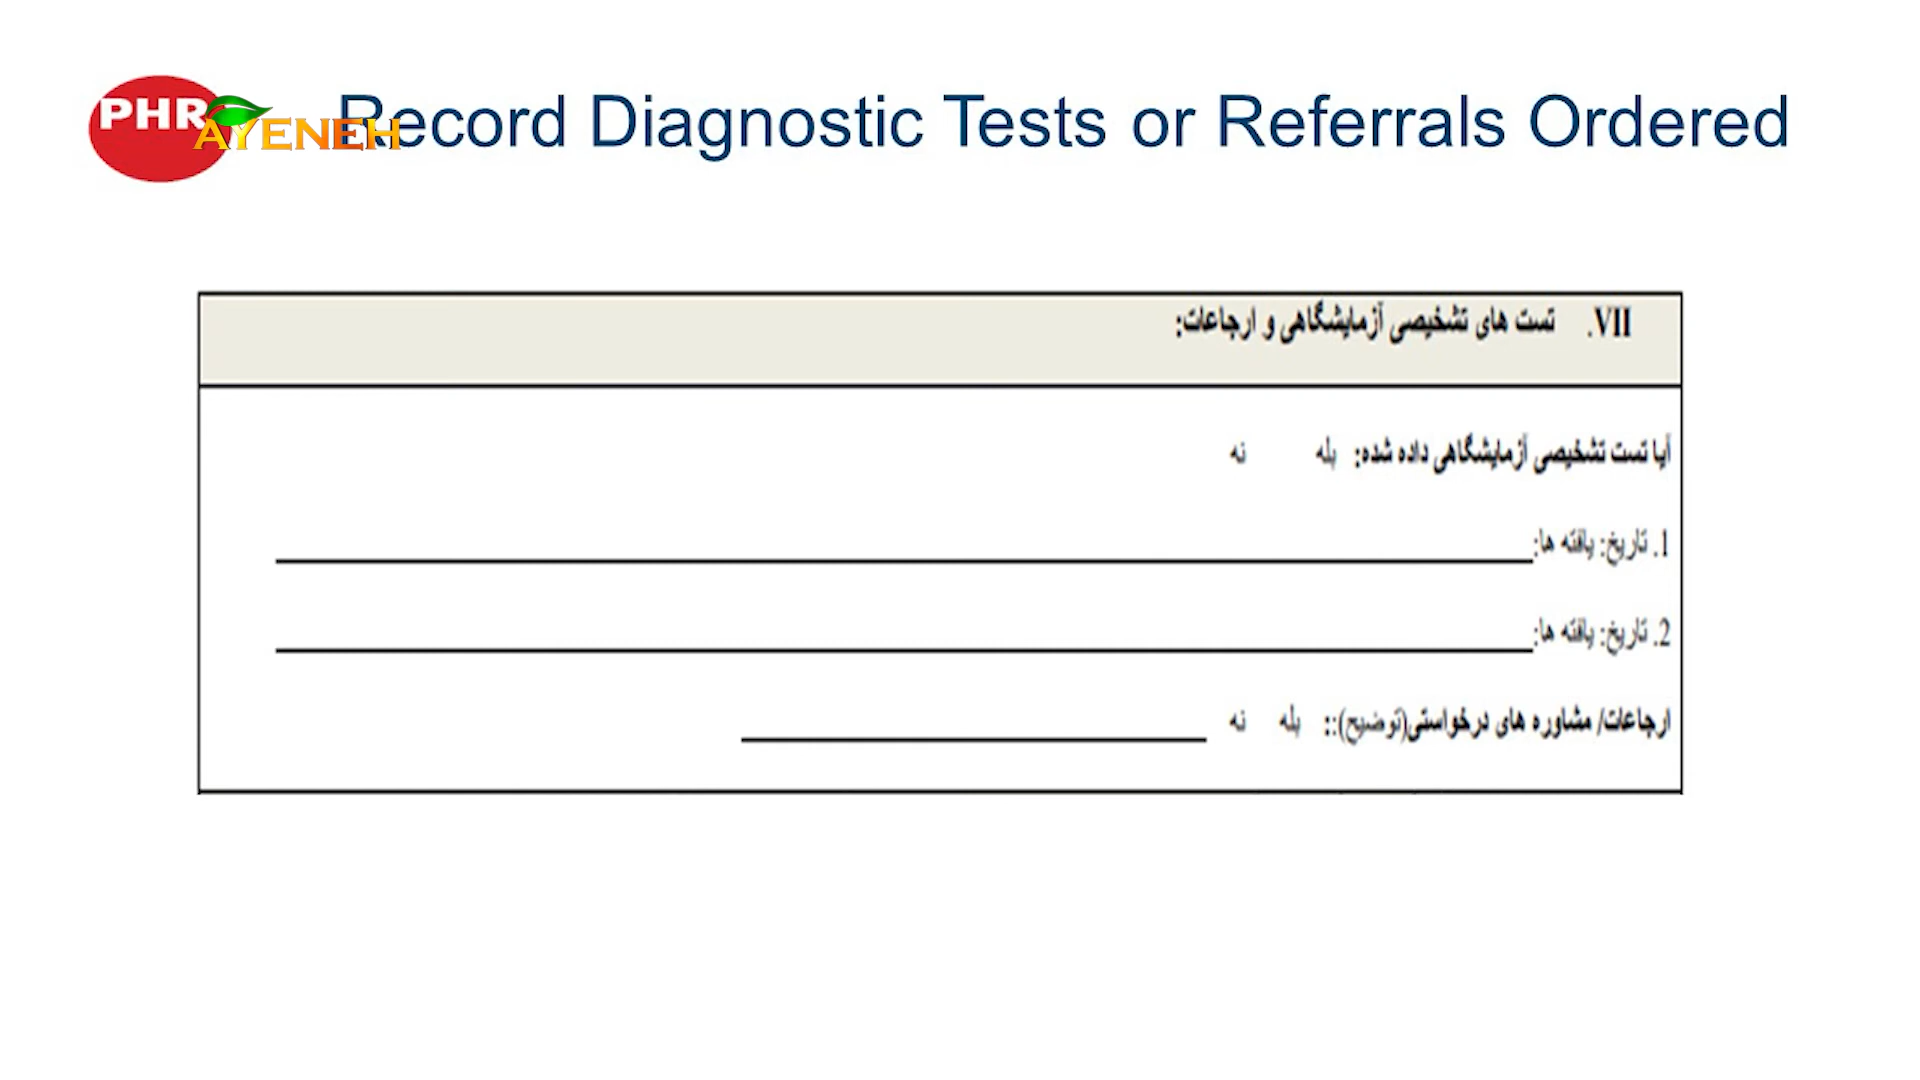 PHR
AYENEH
Record Diagnostic Tests or Referrals Ordered
VII. تست های تشخیصی آزمایشگاهی و ارجاعات:
آیا تست تشخیصی آزمایشگاهی داده شده: بله نه
1. تاریخ: یافته ها:
2. تاریخ: یافته ها:
ارجاعات/ مشاوره های درخواستی(توضیح):: بله نه